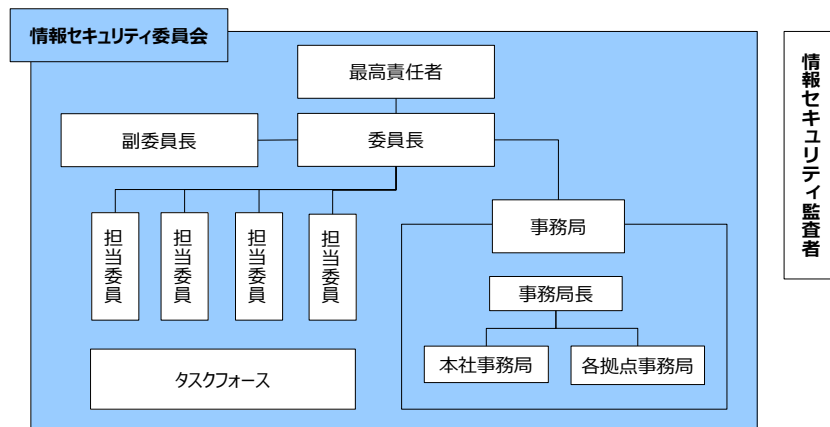 情報セキュリティ委員会
最高責任者
副委員長
委員長
担当委員
担当委員
担当委員
担当委員
事務局
事務局長
本社事務局
各拠点事務局
タスクフォース
情報セキュリティ監査者